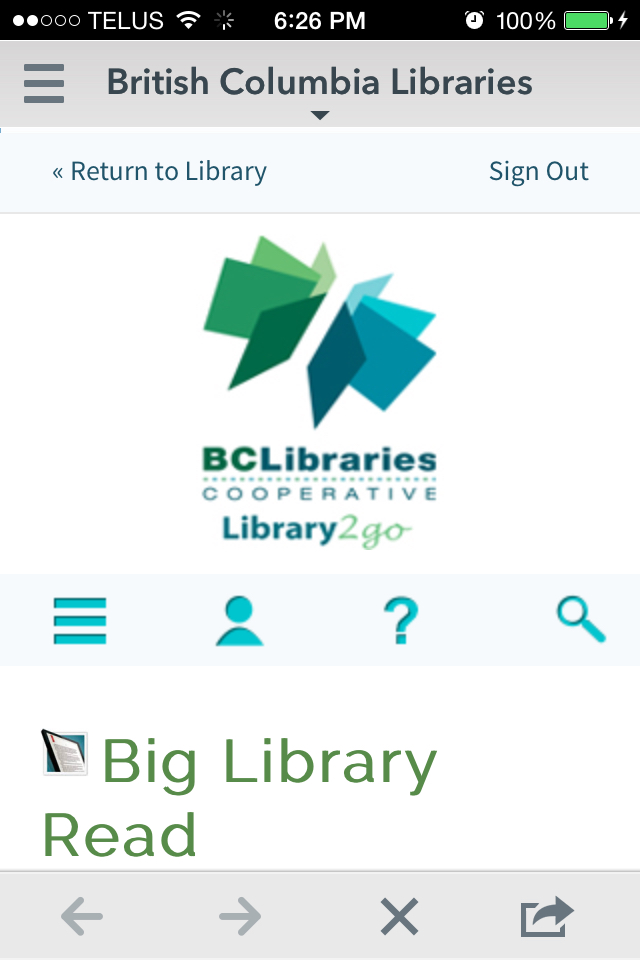 TELUS 6:26 PM 100%
British Columbia Libraries
« Return to Library Sign Out
BCLibraries
COOPERATIVE
Library2go
?
Big Library
Read